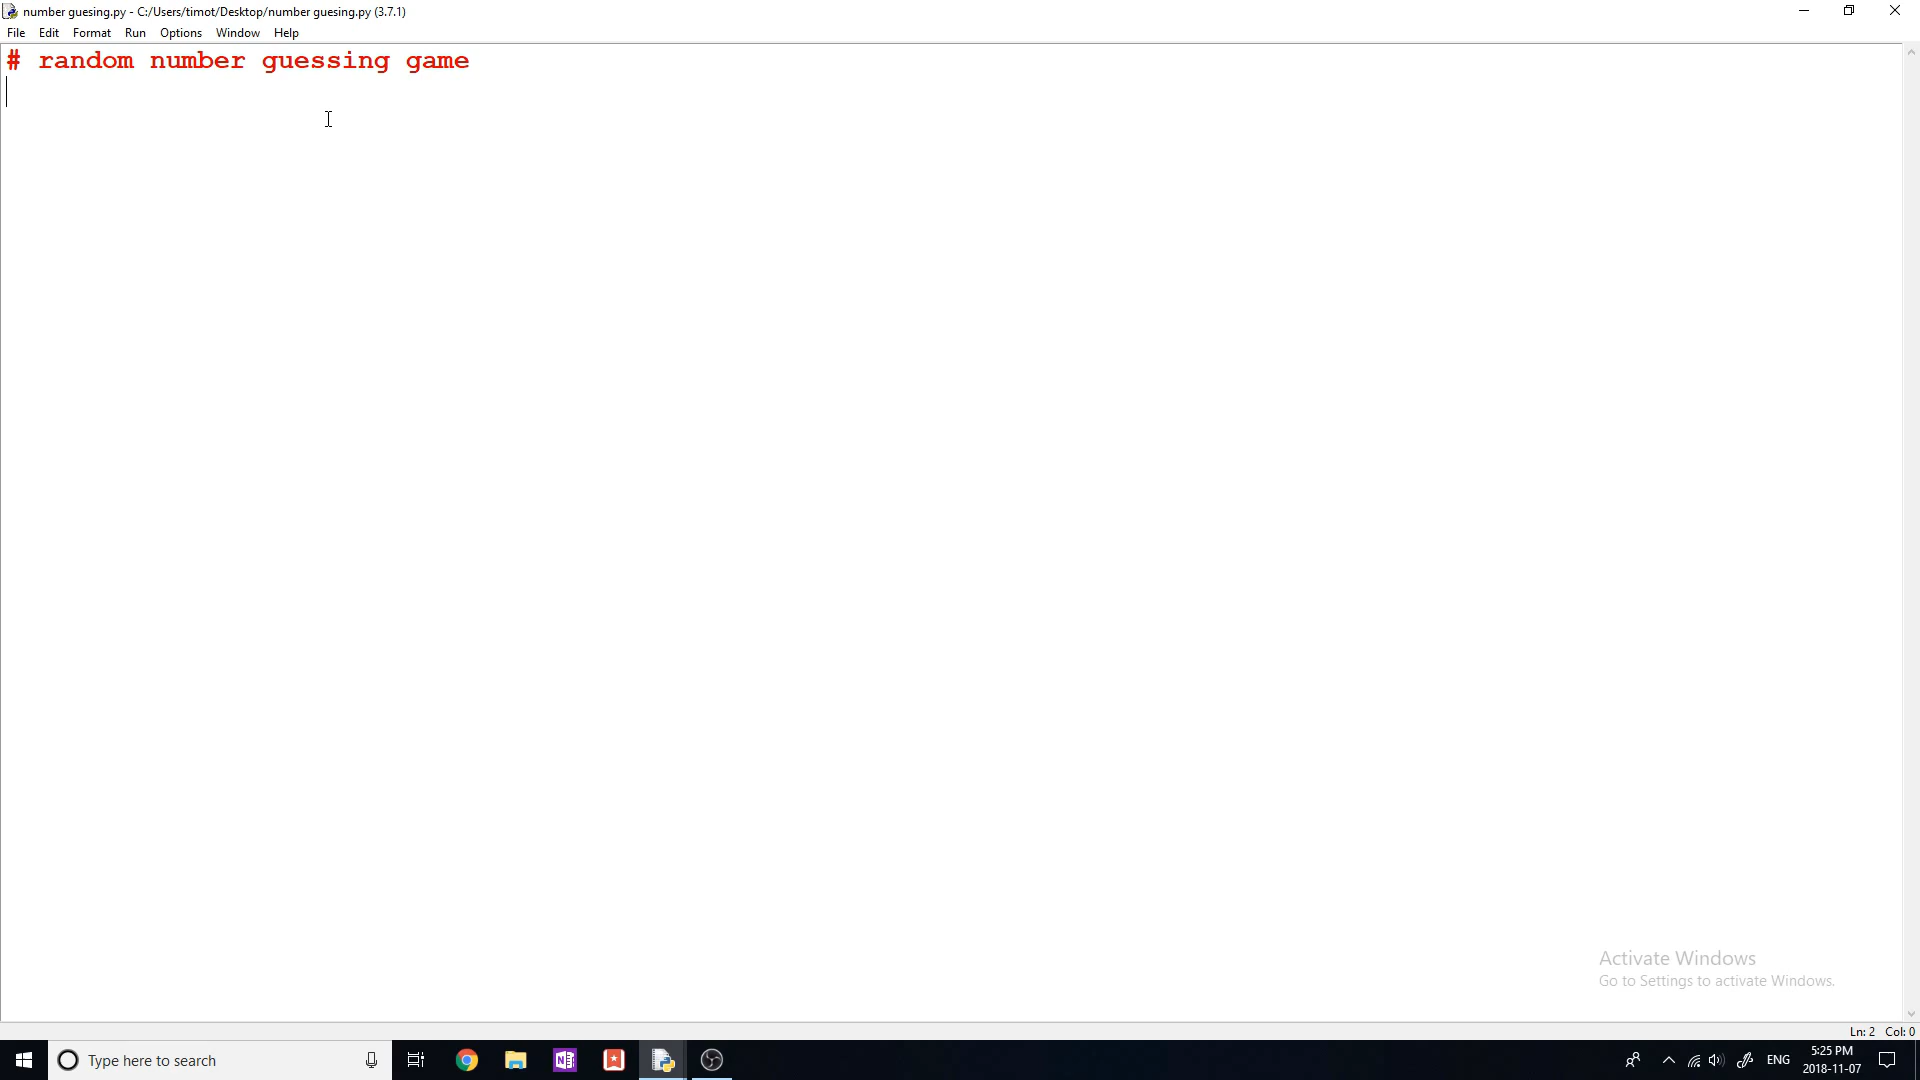 number guesing.py - C:/Users/timot/Desktop/number guesing.py (3.7.1)
File Edit Format Run Options Window Help
# random number guessing game
Activate Windows
Go to Settings to activate Windows.
Ln: 2 Col: 0
Type here to search
N
ENG
5:25 PM
2018-11-07